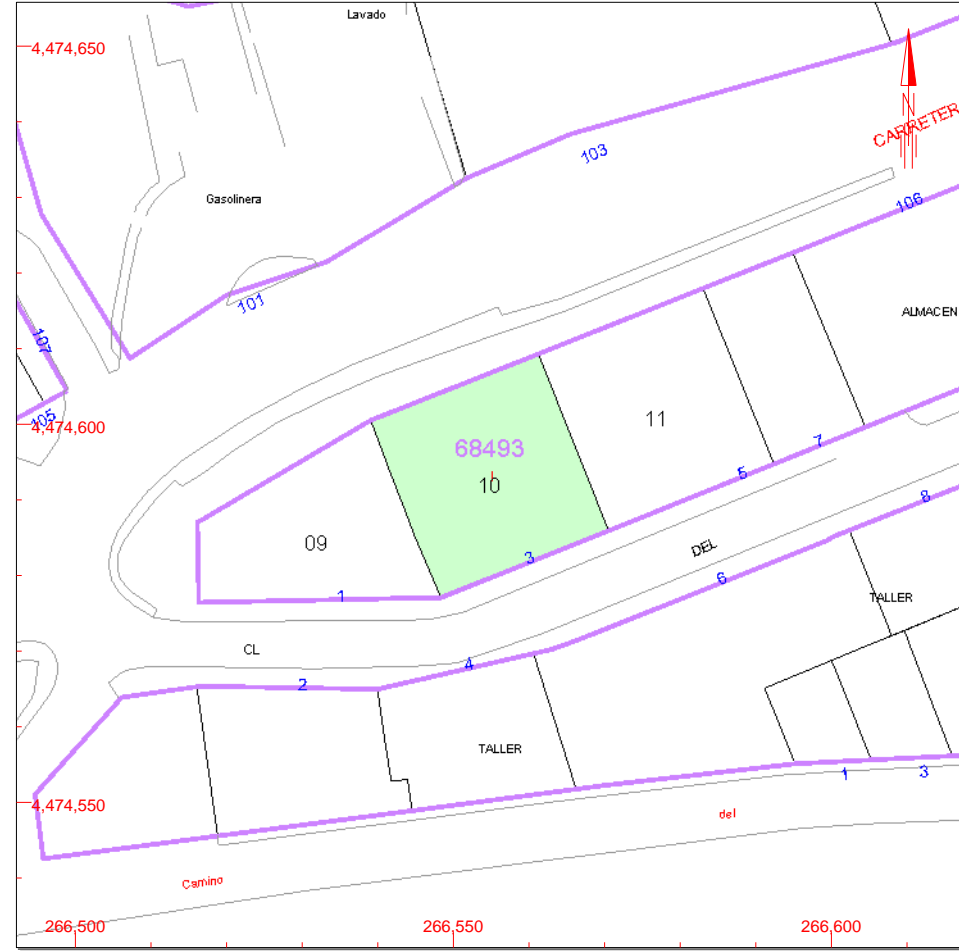 Lavado
4,474,650
N
CARRETER
103
Gasolinera
106
101
ALMACEN
107
105
4,474,600
11
68493
7
5
10
8
09
3
DEL
6
1
TALLER
CL
4
2
TALLER
1
3
4,474,550
del
Camino
266,500
266,550
266,600